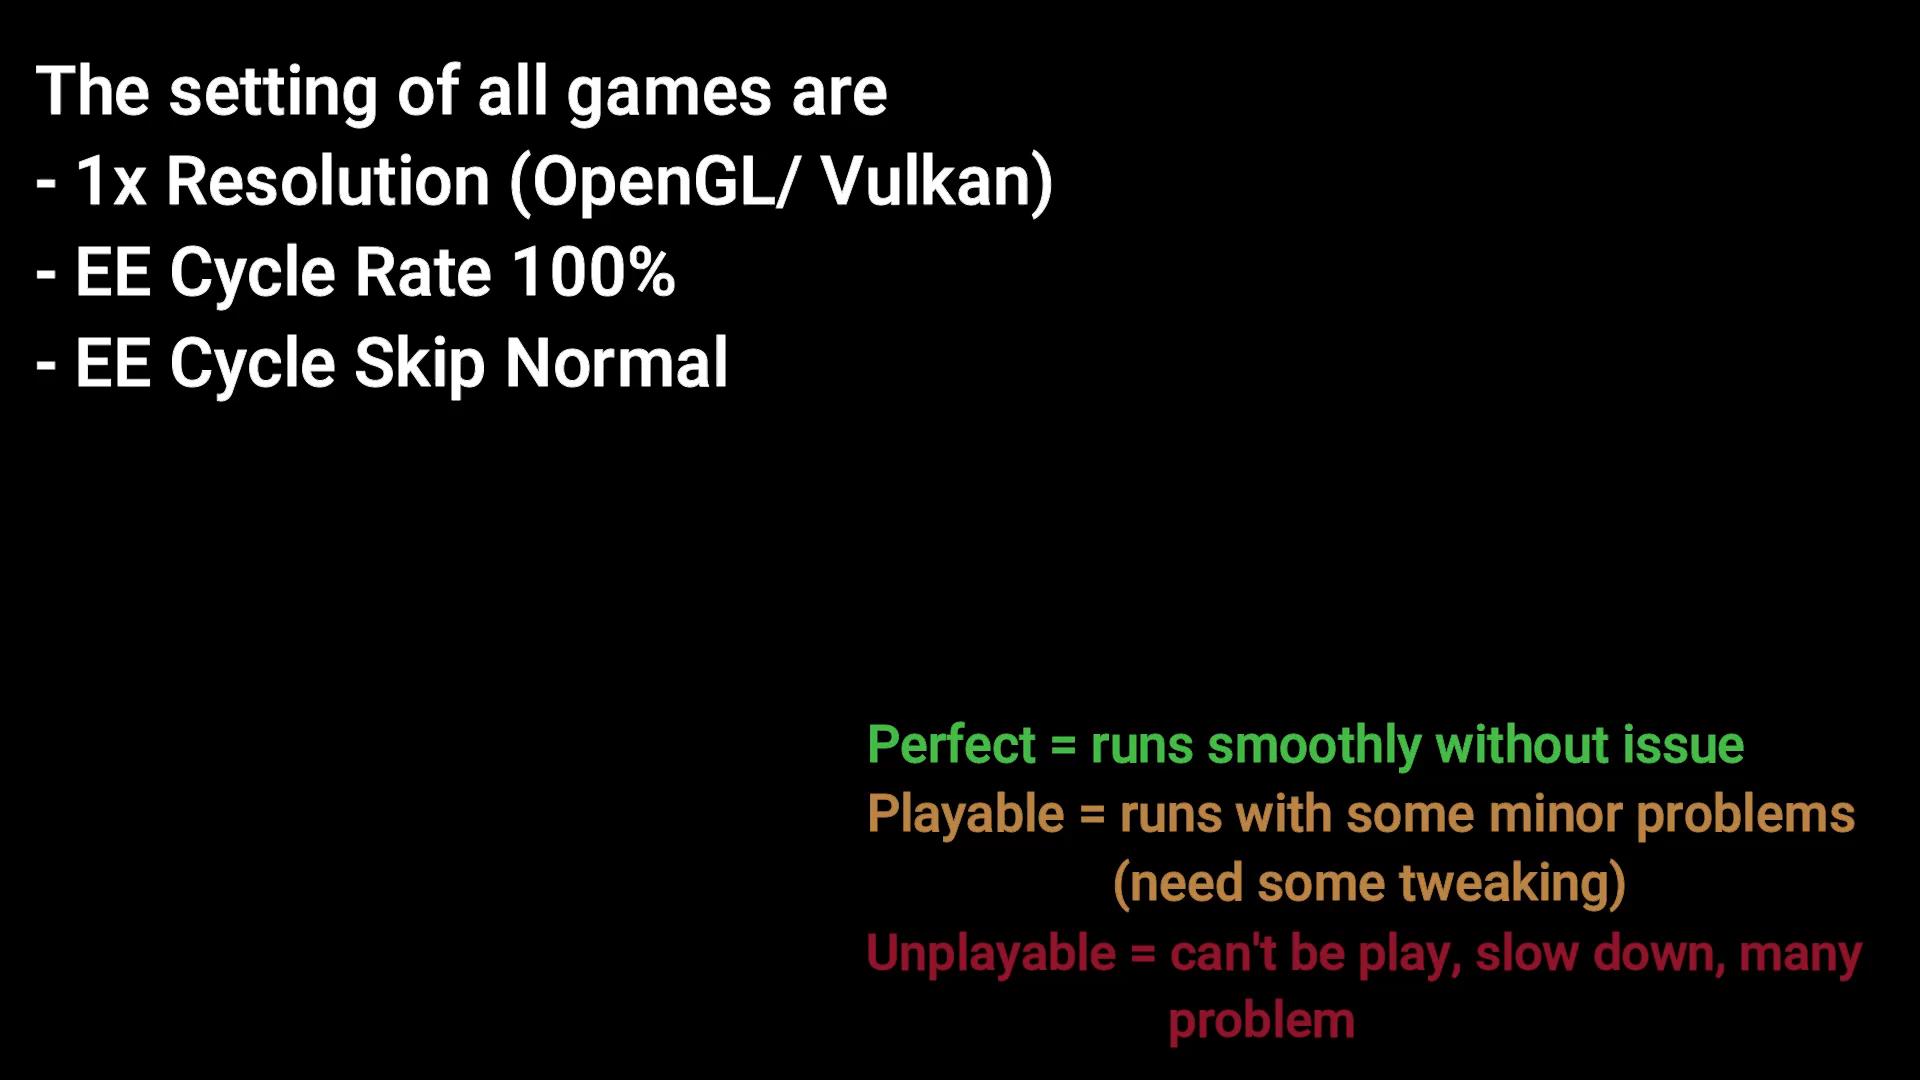 The setting of all games are
- 1x Resolution (OpenGL/ Vulkan)
- EE Cycle Rate 100%
- EE Cycle Skip Normal
Perfect = runs smoothly without issue
Playable = runs with some minor problems
(need some tweaking)
Unplayable = can't be play, slow down, many
problem